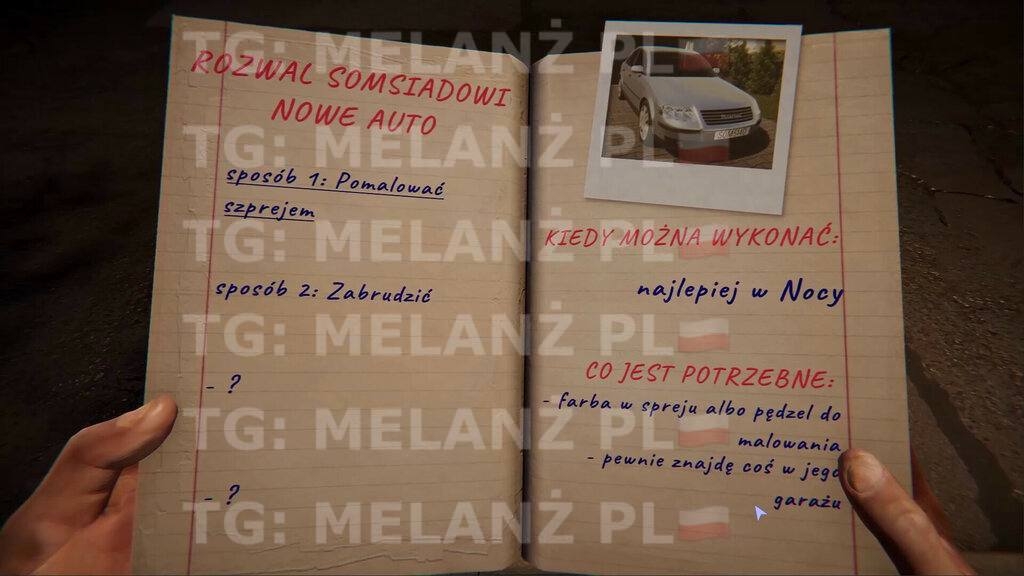 ROZWAL SOMSIADOWI
NOWE AUTO
sposób 1: Pomalować
szprejem
sposób 2: Zabrudzić
- ?
- ?
KIEDY MOŻNA WYKONAĆ:
najlepiej w Nocy
CO JEST POTRZEBNE:
- farba w spreju albo pędzel do
malowania
- pewnie znajdę coś w jego
garażu
TG: MELANŻ PL
TG: MELANŻ PL
TG: MELANŻ PL
TG: MELANŻ PL
TG: MELANŻ PL
TG: MELANŻ PL